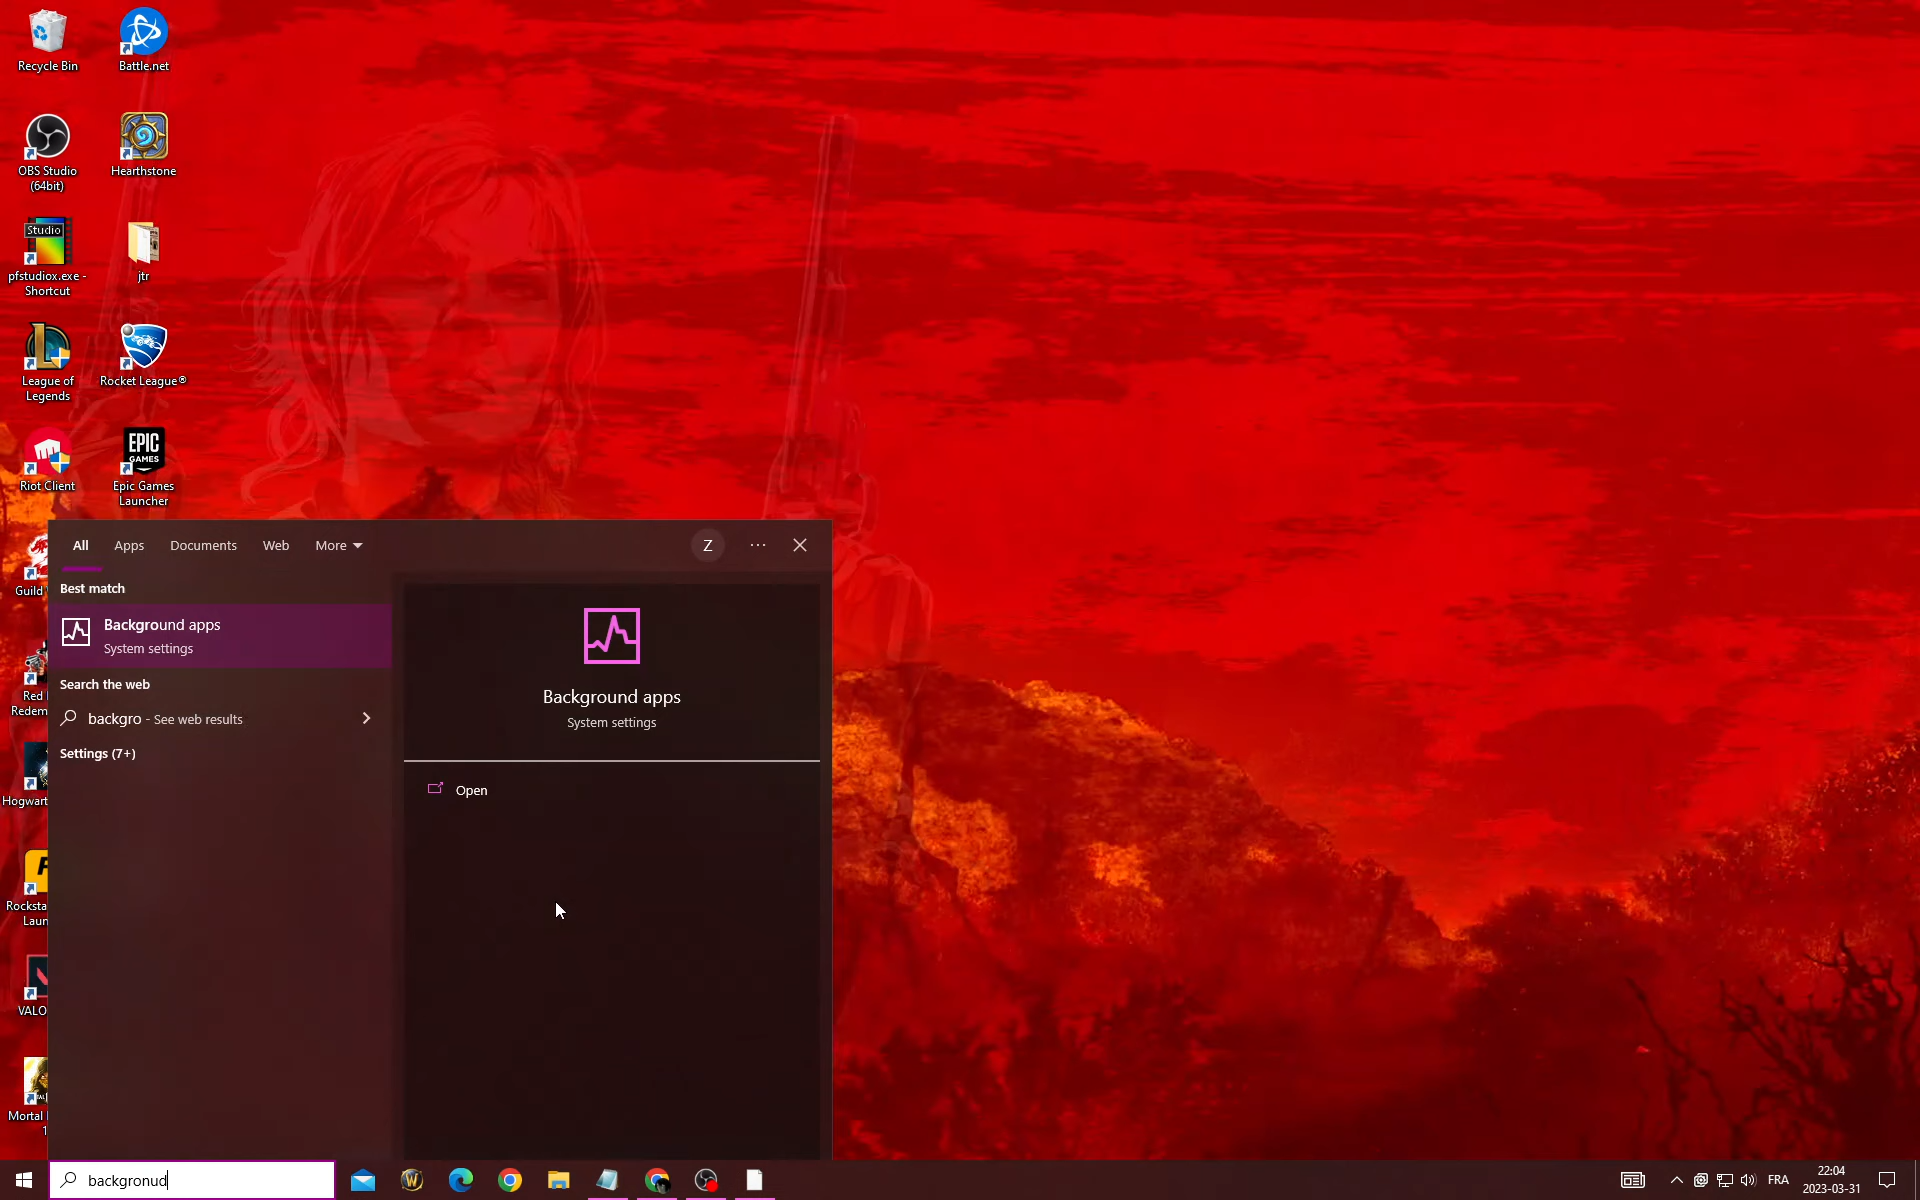 Recycle Bin
Battle.net
OBS Studio
(64bit)
Hearthstone
Studio
pfstudiox.exe -
Shortcut
jtr
League of
Legends
Rocket League®
Riot Client
EPIC
GAMES
Epic Games
Launcher
Guild
Red
Redem
Hogwart
Rocksta
Laun
VALO
Mortal
1
All
Apps
Documents
Web
More
Z
Best match
Background apps
System settings
Search the web
backgro - See web results
Settings (7+)
Background apps
System settings
Open
backgronud
W
FRA
22:04
2023-03-31